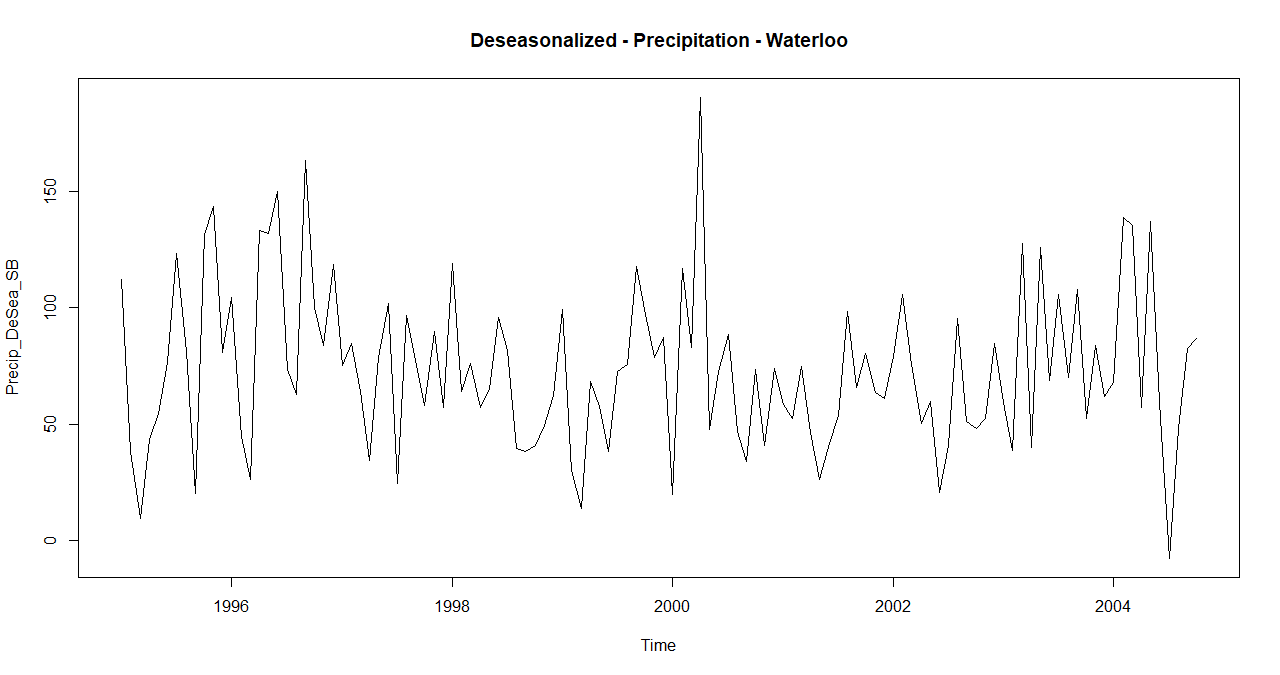 Deseasonalized - Precipitation - Waterloo
Precip_DeSea_SB
150
100
50
0
1996 1998 2000 2002 2004
Time